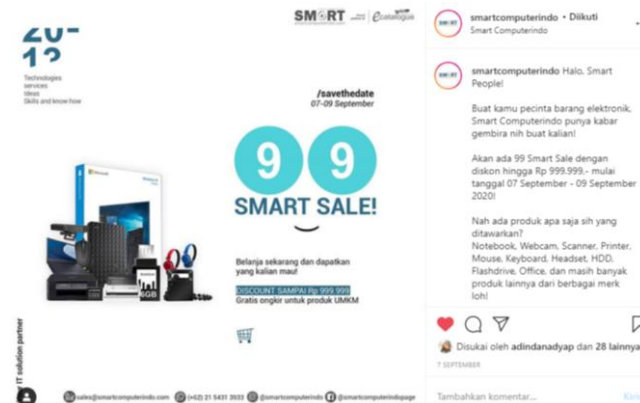 SMART
Ecatalogue
Technologies
services
Ideas
Skills and know how
/savethedate
07-09 September
9 9
SMART SALE!
Belanja sekarang dan dapatkan
yang kalian mau!
DISCOUNT SAMPAI Rp 999.999
Gratis ongkir untuk produk UMKM
IT solution partner
sales@smartcomputerindo.com (+62) 21 5431 3933 @smartcomputerindo @smartcomputerindopage
smartcomputerindo • Diikuti
Smart Computerindo
smartcomputerindo Halo, Smart
People!
Buat kamu pecinta barang elektronik,
Smart Computerindo punya kabar
gembira nih buat kalian!
Akan ada 99 Smart Sale dengan
diskon hingga Rp 999.999,- mulai
tanggal 07 September - 09 September
2020!
Nah ada produk apa saja sih yang
ditawarkan?
Notebook, Webcam, Scanner, Printer,
Mouse, Keyboard, Headset, HDD,
Flashdrive, Office, dan masih banyak
produk lainnya dari berbagai merk
loh!
Disukai oleh adindanadyap dan 28 lainnya
7 SEPTEMBER
Tambahkan komentar...